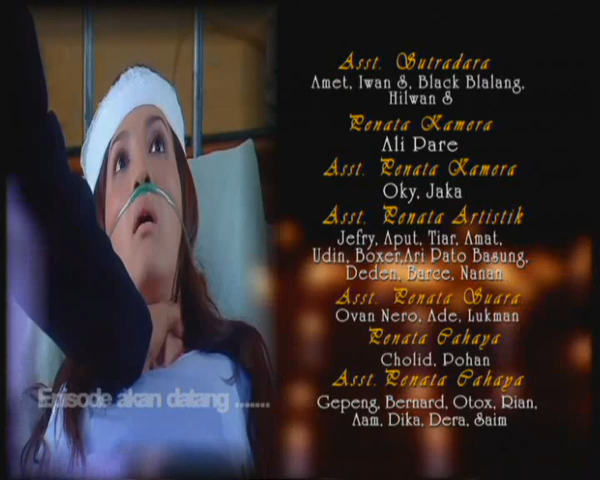 Asst. Sutradara
Amet, Iwan S, Black Blalang,
Hilwan S
Penata Kamera
Ali Pare
Asst. Penata Kamera
Oky, Jaka
Asst. Penata Artistik
Jefry, Aput, Tiar, Amat,
Udin, Boxer,Ari Pato Basung,
Deden, Barce, Nanan
Asst. Penata Suara
Ovan Nero, Ade, Lukman
Penata Cahaya
Cholid, Pohan
Asst. Penata Cahaya
Gepeng, Bernard, Otox, Rian,
Aam, Dika, Dera, Saim
Episode akan datang .......